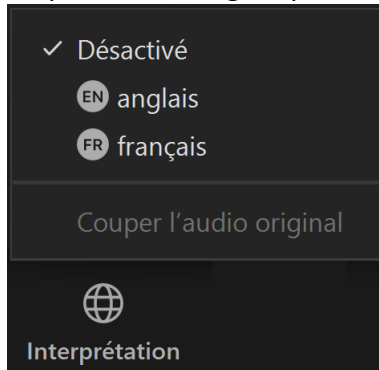 Désactivé
EN anglais
FR français
Couper l'audio original
Interprétation